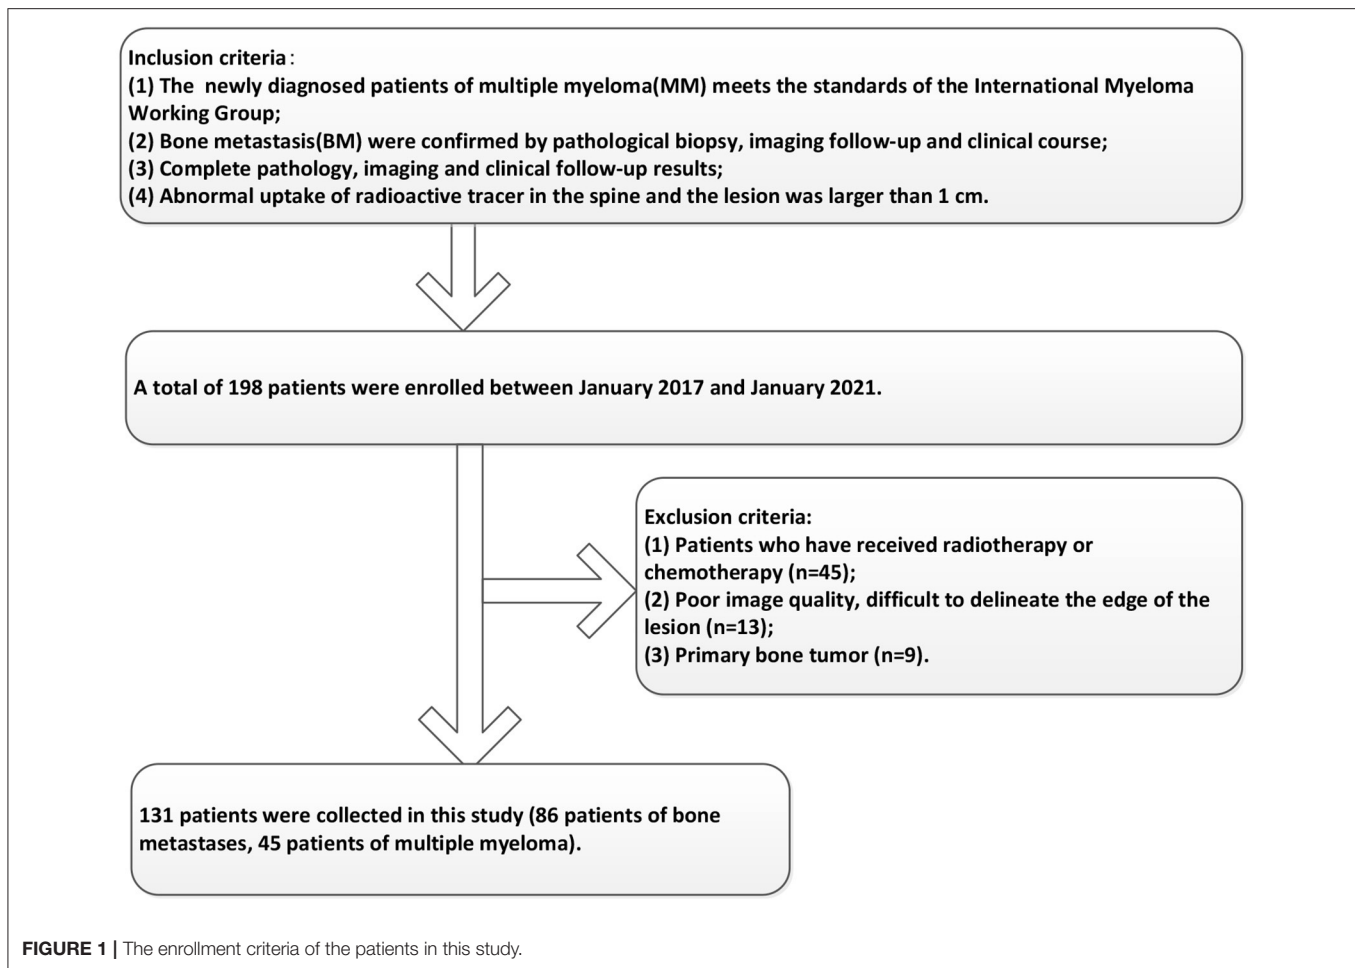 Inclusion criteria：
(1) The  newly diagnosed patients of multiple myeloma(MM) meets the standards of the International Myeloma
Working Group;
(2) Bone metastasis(BM) were confirmed by pathological biopsy, imaging follow-up and clinical course;
(3) Complete pathology, imaging and clinical follow-up results;
(4) Abnormal uptake of radioactive tracer in the spine and the lesion was larger than 1 cm.
A total of 198 patients were enrolled between January 2017 and January 2021.
Exclusion criteria:
(1) Patients who have received radiotherapy or
chemotherapy (n=45);
(2) Poor image quality, difficult to delineate the edge of the
lesion (n=13);
(3) Primary bone tumor (n=9).
131 patients were collected in this study (86 patients of bone
metastases, 45 patients of multiple myeloma).
FIGURE 1 | The enrollment criteria of the patients in this study.